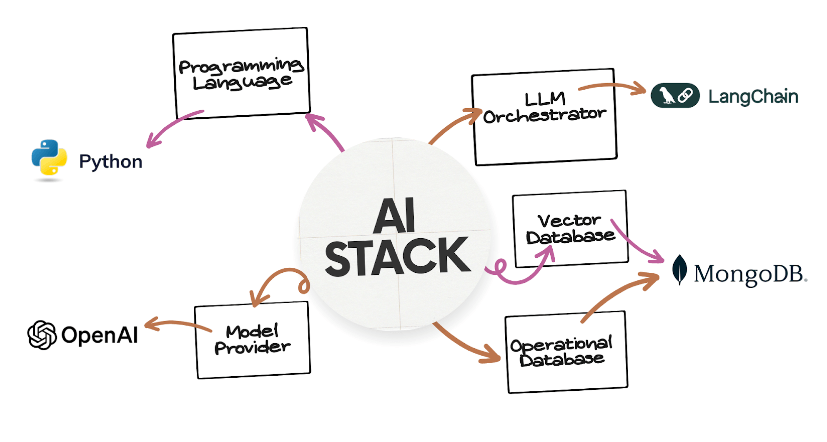 Programming
Language
LLM
Orchestrator
LangChain
Python
AI
STACK
Vector
Database
MongoDB.
OpenAI
Model
Provider
Operational
Database